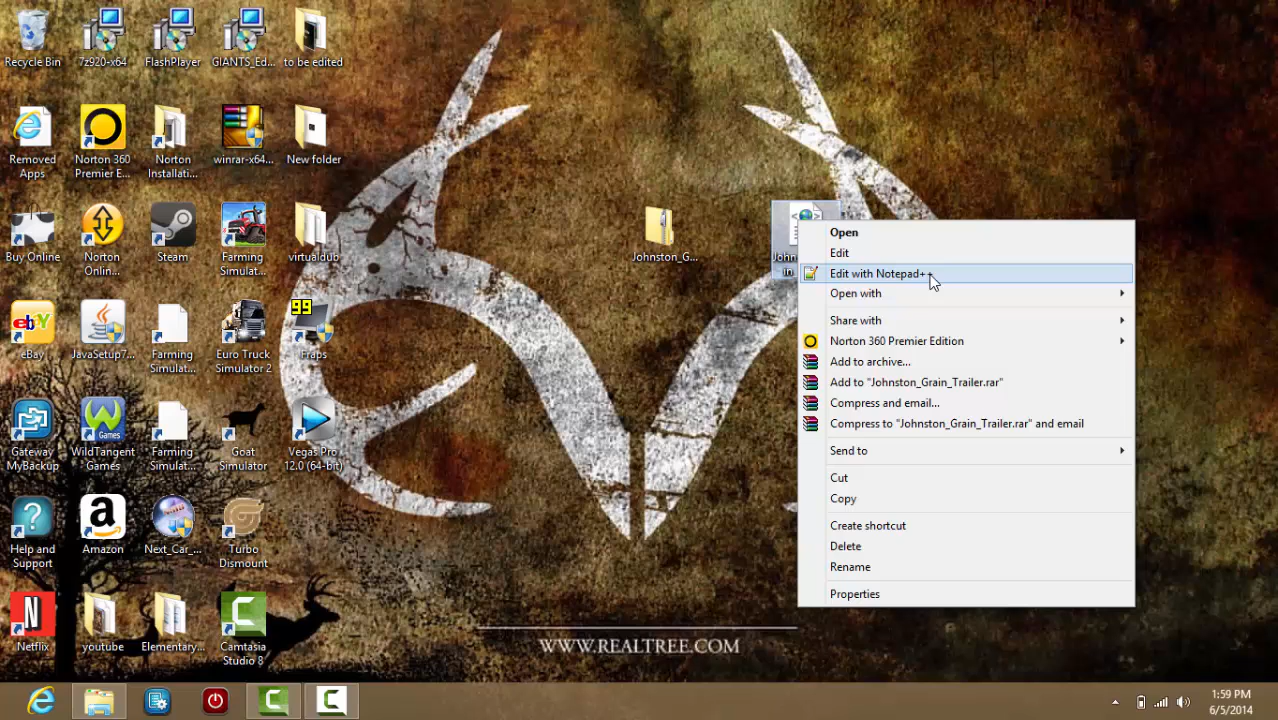 Recycle Bin
7z920-x64
FlashPlayer
GIANTS_Ed...
to be edited
Removed
Apps
Norton 360
Premier E...
Norton
Installati...
winrar-x64...
New folder
Buy Online
Norton
Onlin...
Steam
Farming
Simulat...
virtualdub
Johnston_G...
99
eBay
JavaSetup7...
Farming
Simulat...
Euro Truck
Simulator 2
Fraps
Gateway
MyBackup
Games
WildTangent
Games
Farming
Simulat...
Goat
Simulator
Vegas Pro
12.0 (64-bit)
Help and
Support
Amazon
Next_Car_...
Turbo
Dismount
Netflix
youtube
Elementary...
Camtasia
Studio 8
Open
Edit
Edit with Notepad++
Open with
Share with
Norton 360 Premier Edition
Add to archive...
Add to "Johnston_Grain_Trailer.rar"
Compress and email...
Compress to "Johnston_Grain_Trailer.rar" and email
Send to
Cut
Copy
Create shortcut
Delete
Rename
Properties
WWW.REALTREE.COM
1:59 PM
6/5/2014